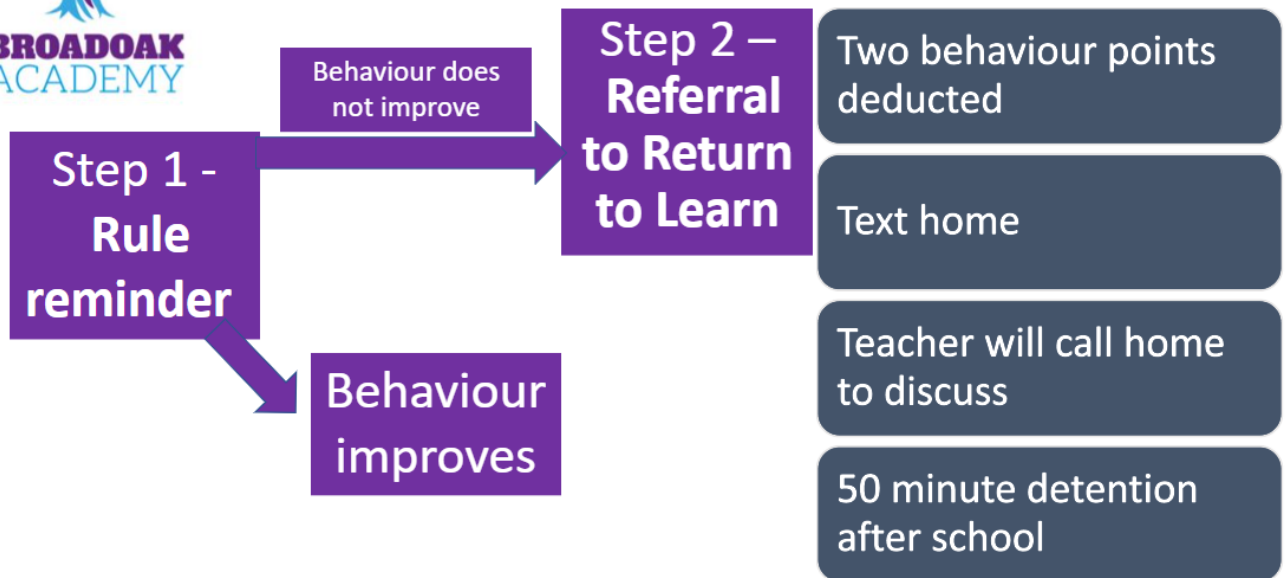 BROADOAK
ACADEMY
Step 1 -
Rule
reminder
Behaviour does
not improve
Behaviour
improves
Step 2 –
Referral
to Return
to Learn
Two behaviour points
deducted
Text home
Teacher will call home
to discuss
50 minute detention
after school